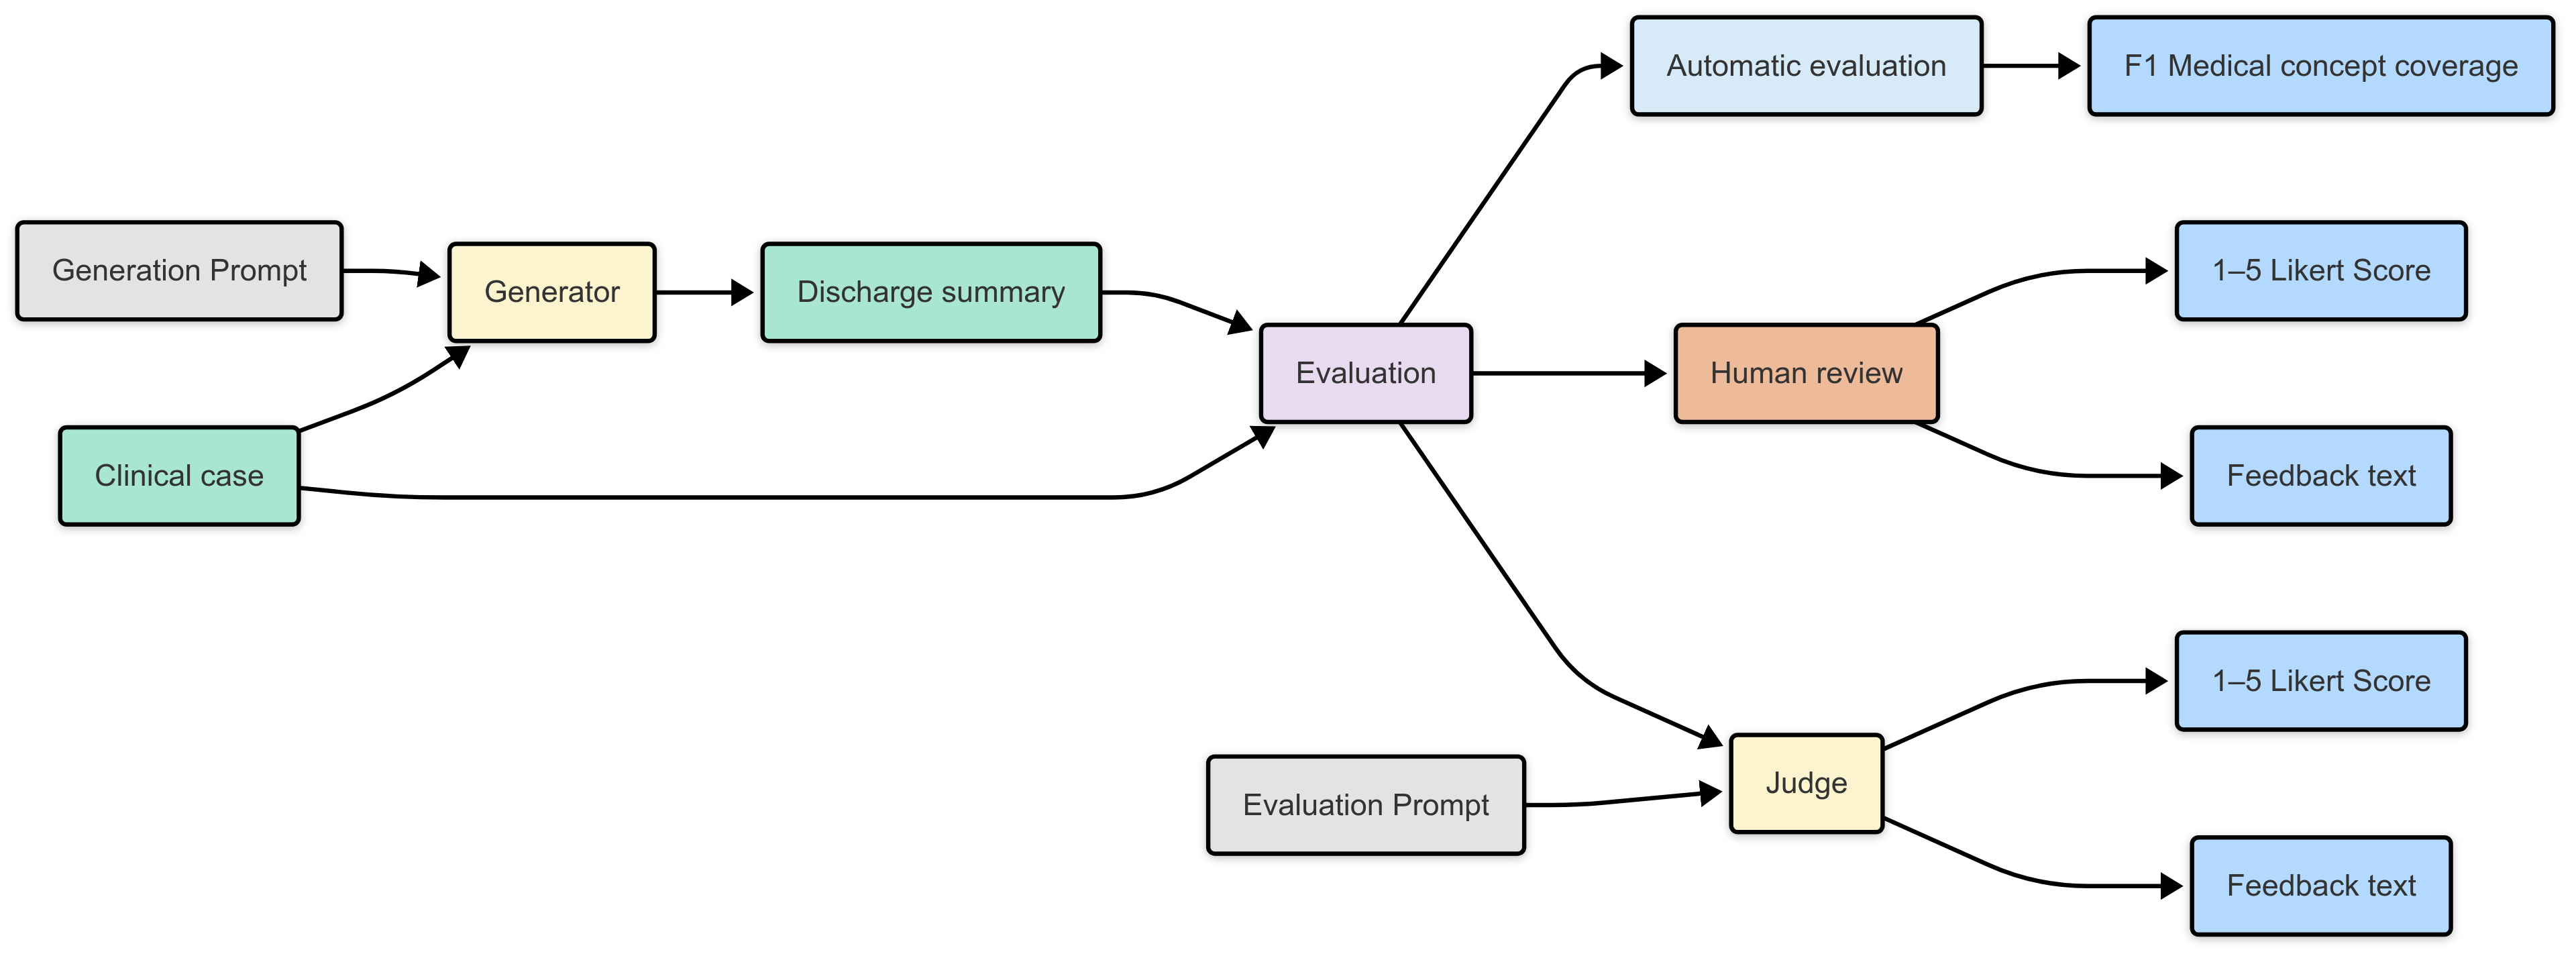 Automatic evaluation
F1 Medical concept coverage
Generation Prompt
Generator
Discharge summary
Clinical case
Evaluation
Human review
1–5 Likert Score
Feedback text
Evaluation Prompt
Judge
1–5 Likert Score
Feedback text